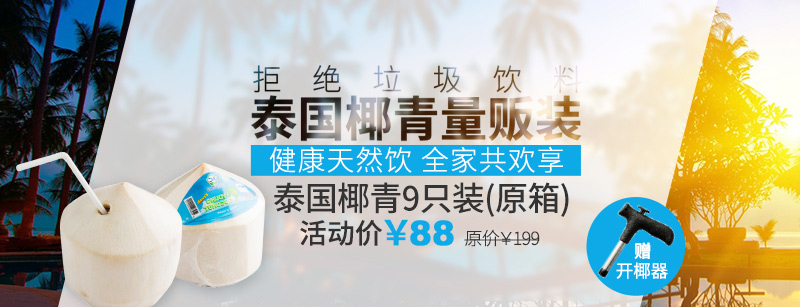 拒绝垃圾饮料
泰国椰青量贩装
健康天然饮 全家共欢享
泰国椰青9只装(原箱)
活动价¥88 原价¥199
赠
开椰器